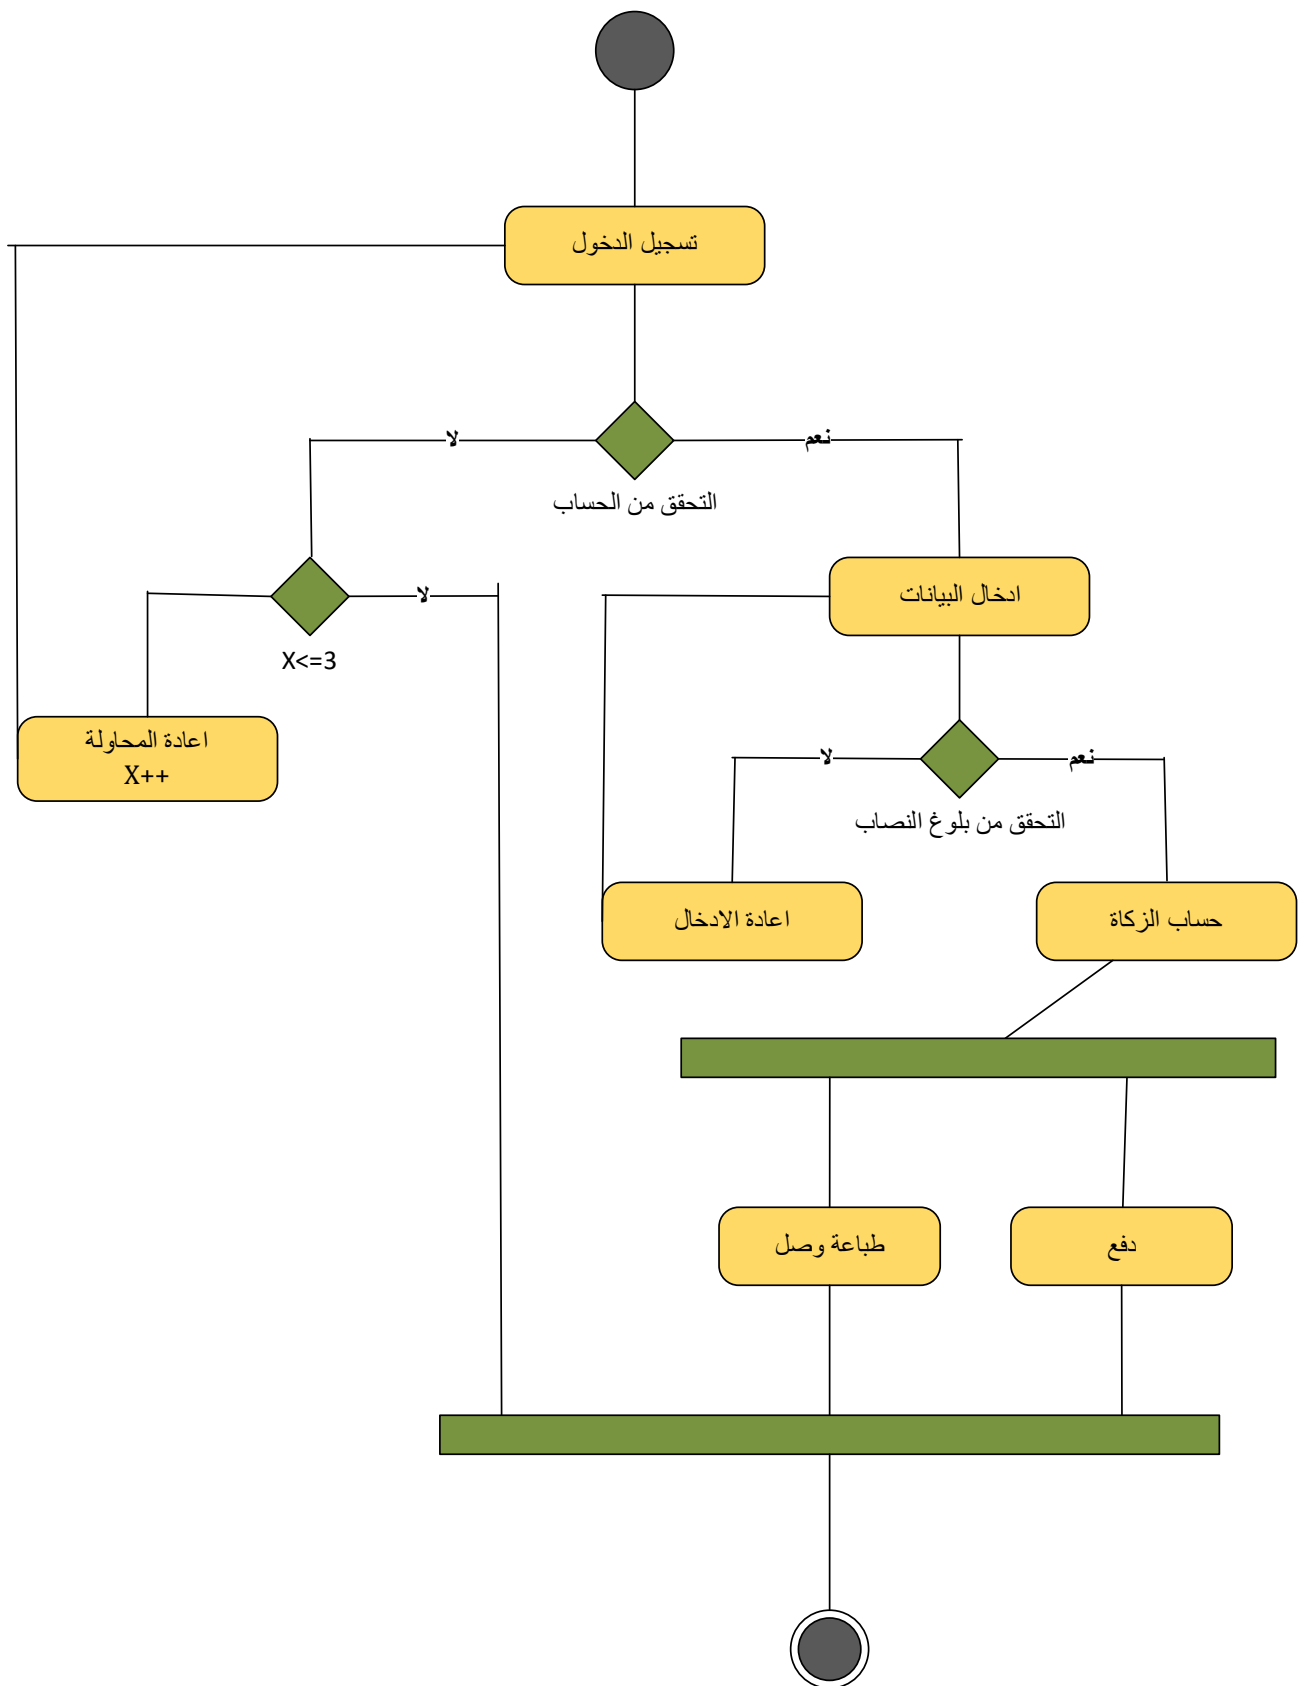 تسجيل الدخول
لا
نعم
التحقق من الحساب
ادخال البيانات
لا
X<=3
اعادة المحاولة
X++
لا
نعم
التحقق من بلوغ النصاب
اعادة الادخال
حساب الزكاة
طباعة وصل
دفع